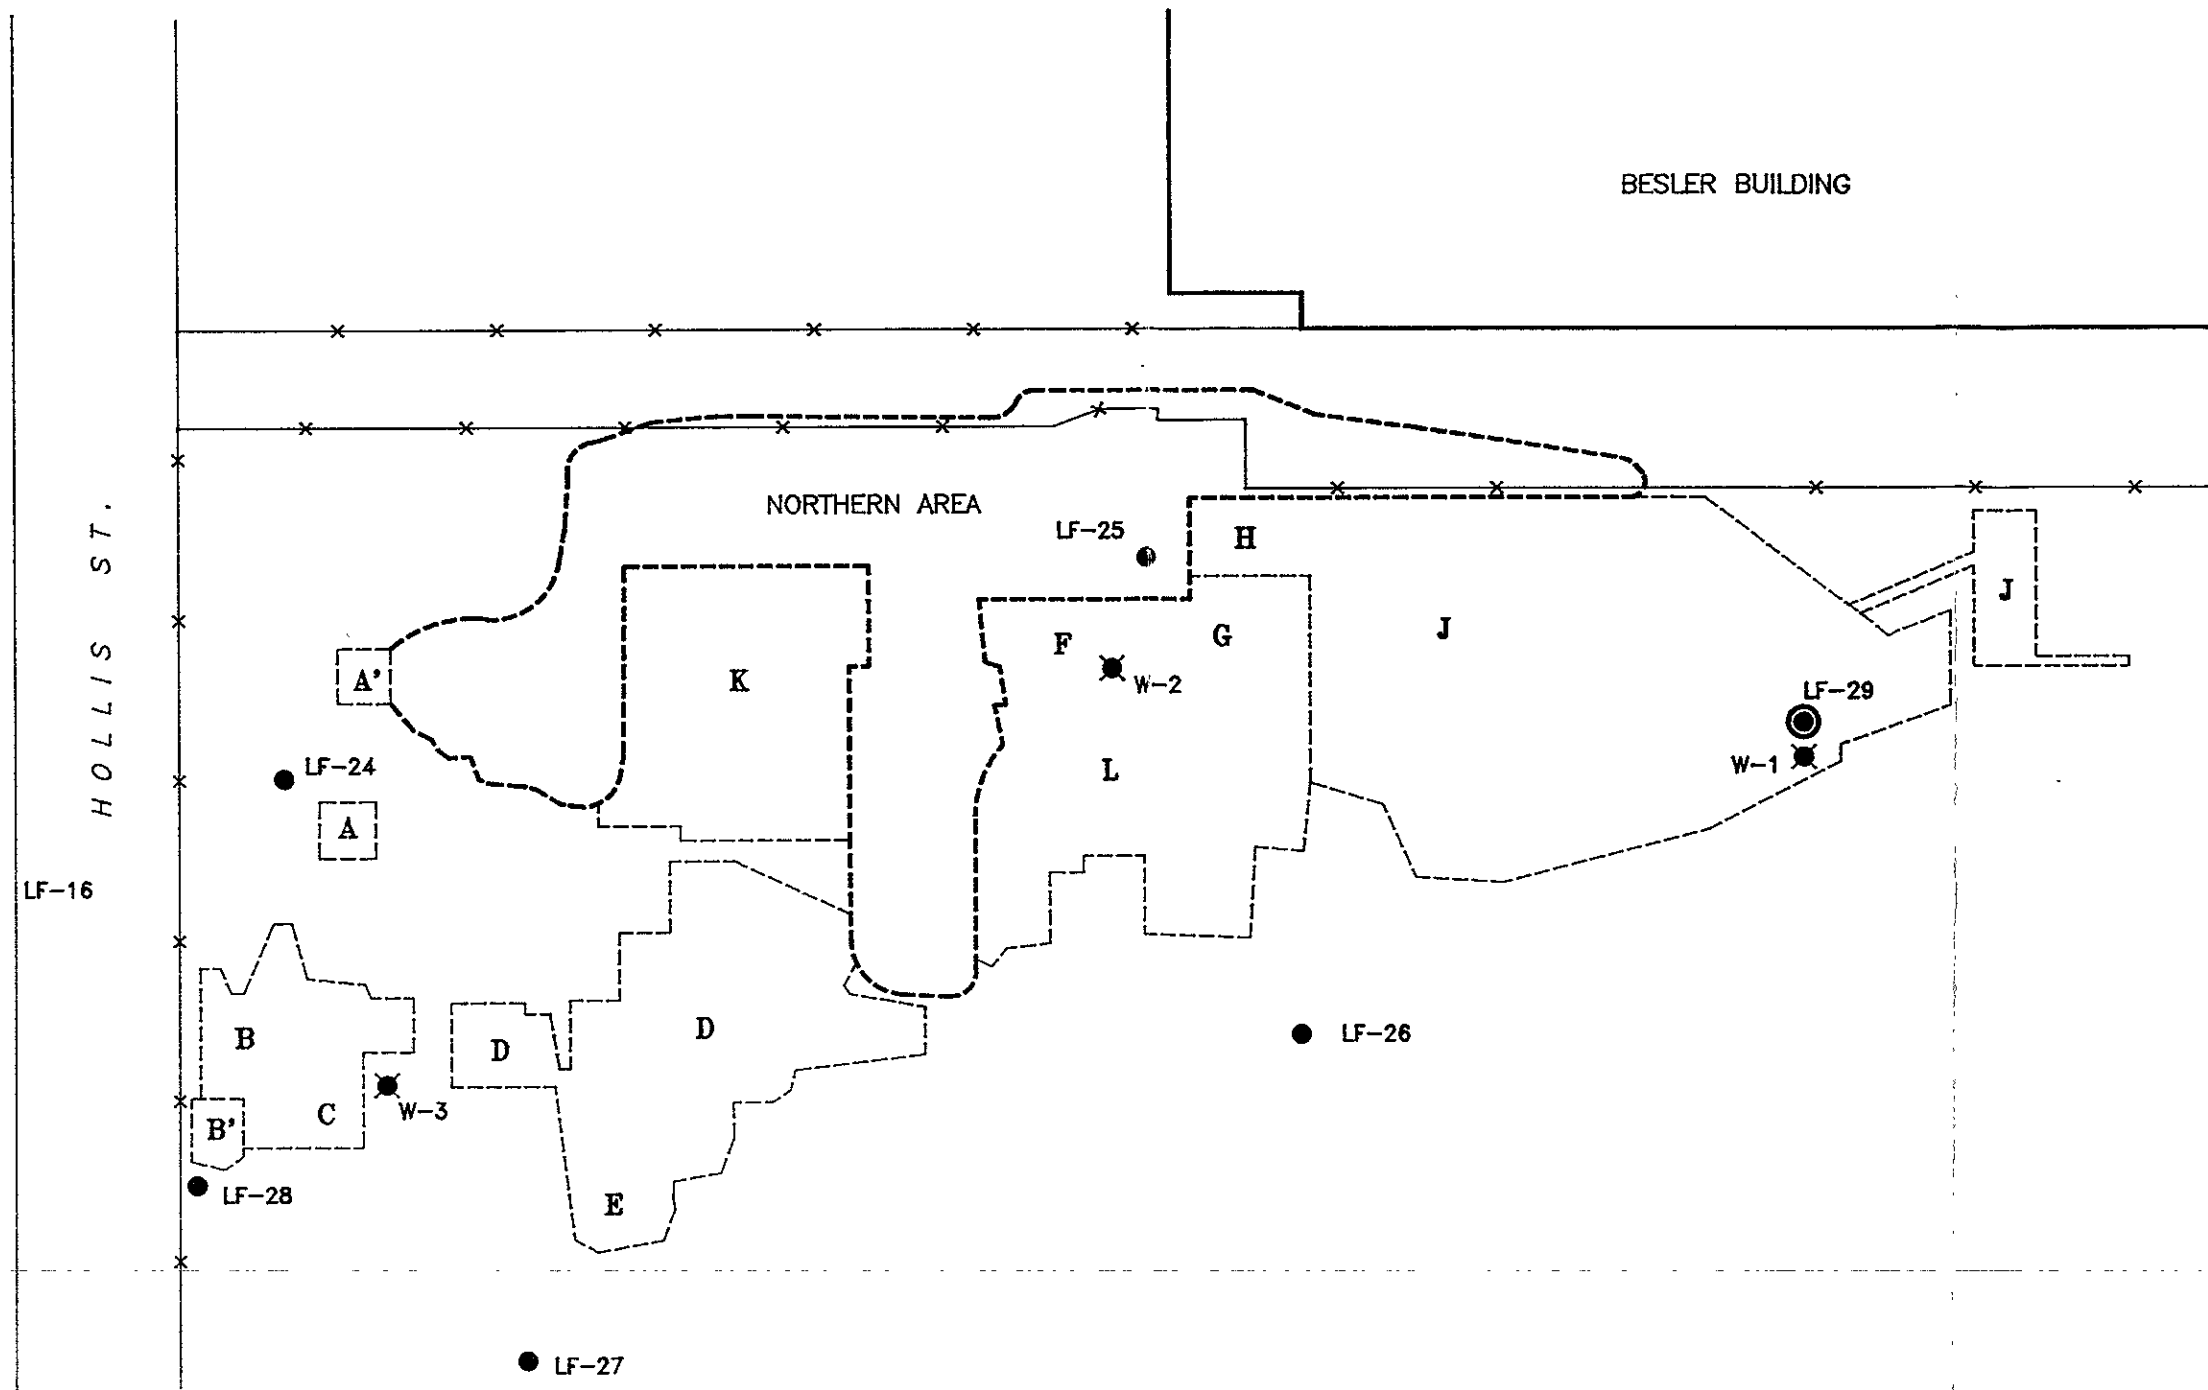 BESLER BUILDING
HOLLIS ST.
NORTHERN AREA
LF-25
H
J
F
G
J
A'
K
W-2
LF-29
LF-24
L
W-1
A
LF-16
B
D
D
LF-26
C
W-3
B'
LF-28
E
LF-27